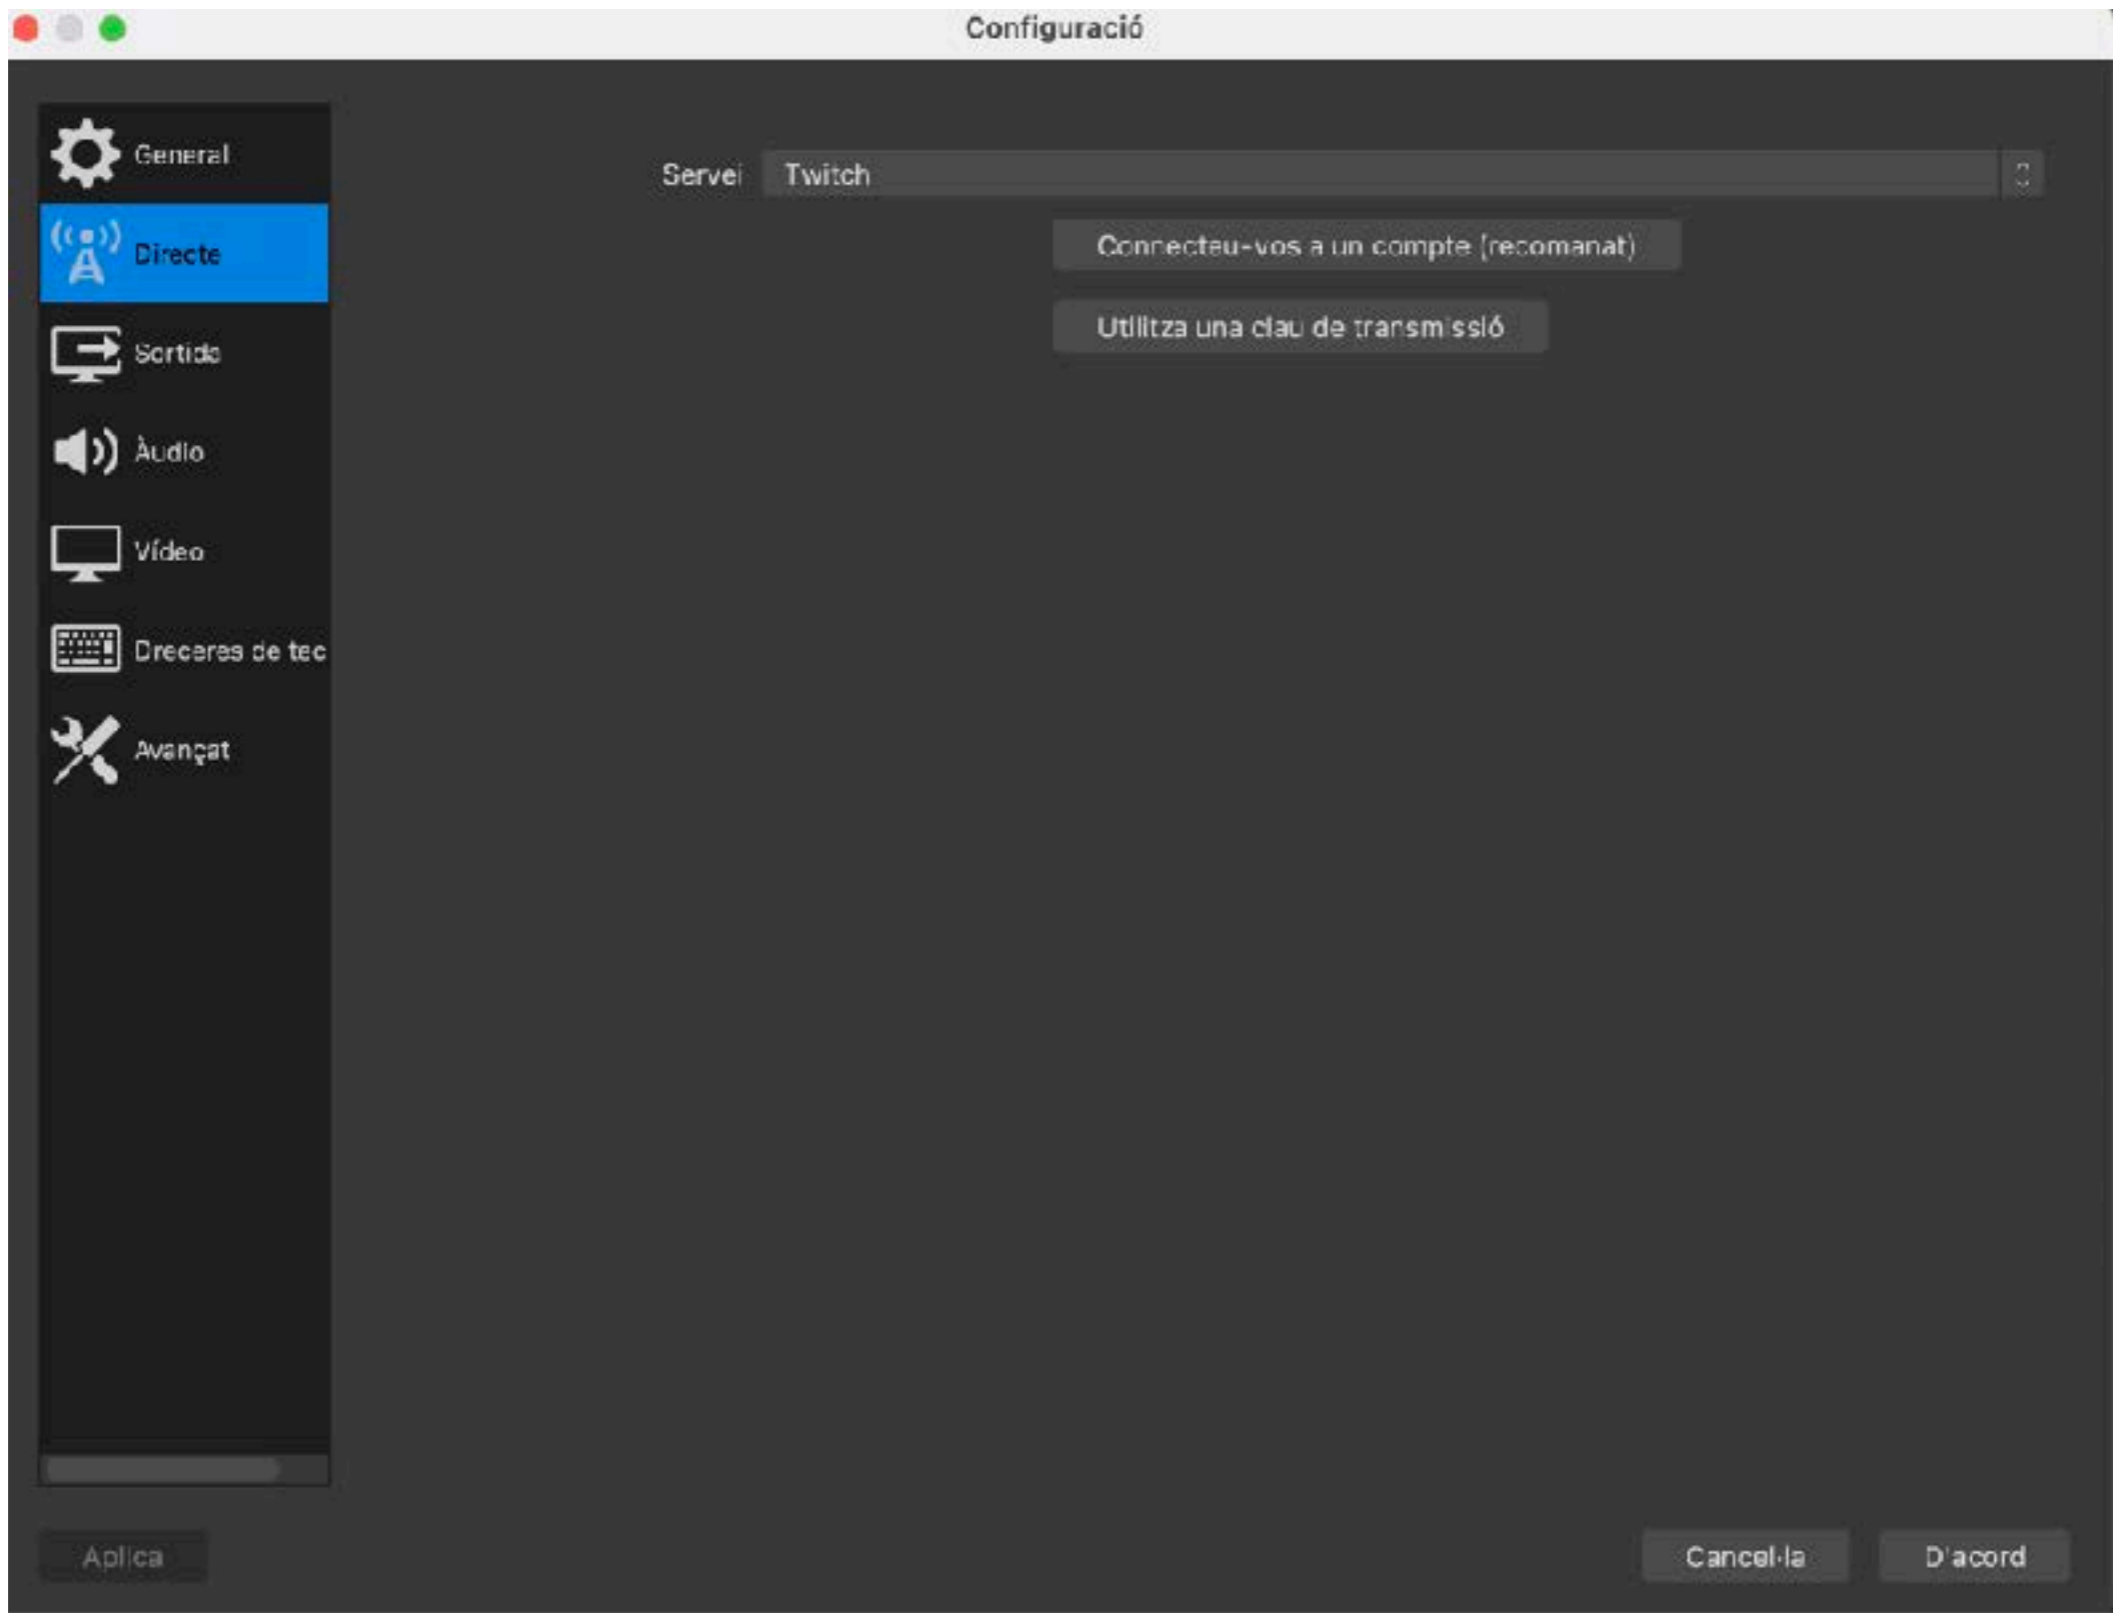 Configuració
General
Directe
Sortida
Àudio
Vídeo
Dreceres de tec
Avançat
Servei Twitch
Connecteu-vos a un compte (recomanat)
Utilitza una clau de transmissió
Aplica
Cancel·la
D'acord